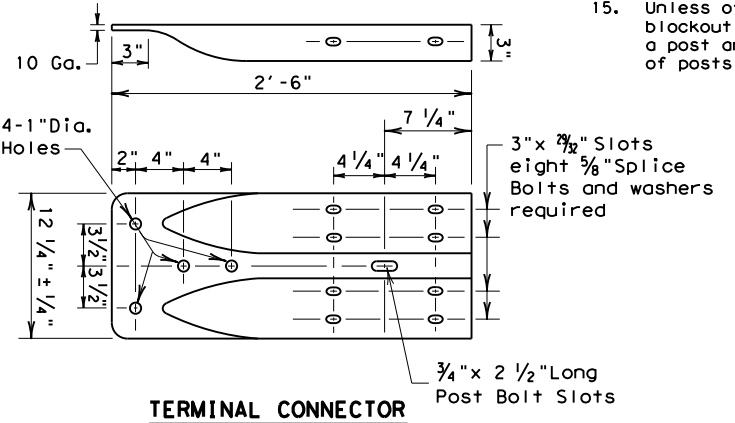 15. Unless of
blockout
a post an
of posts
10 Ga.
3"
3"
2'-6"
7 1/4"
4-1"Dia.
Holes
2" 4" 4"
4 1/4" 4 1/4"
3"x 29/32" Slots
eight 5/8"Splice
Bolts and washers
required
12 1/4" ± 1/4"
3 1/2" 3 1/2"
3/4"x 2 1/2"Long
Post Bolt Slots
TERMINAL CONNECTOR